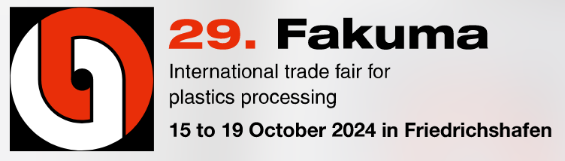 29. Fakuma
International trade fair for
plastics processing
15 to 19 October 2024 in Friedrichshafen